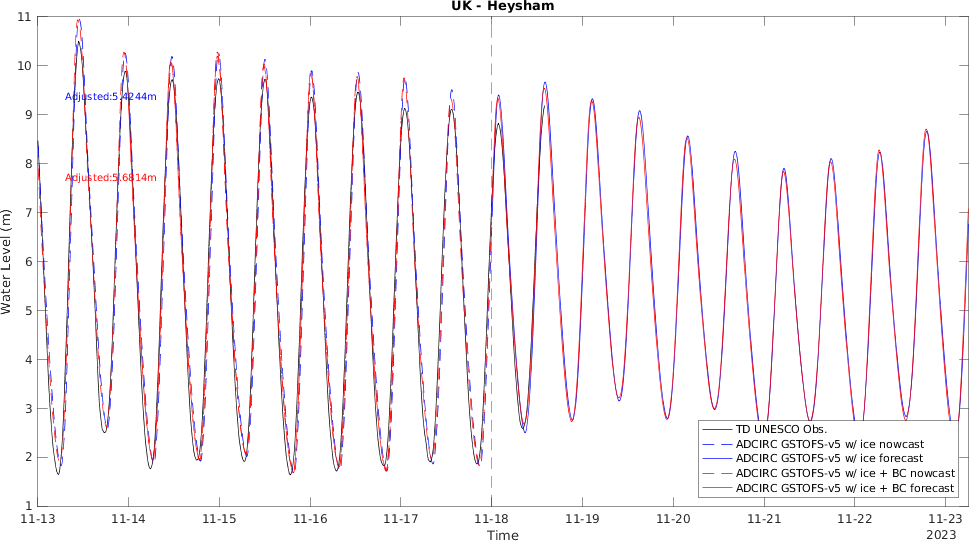 UK - Heysham
11
10
9
8
7
6
5
4
3
2
1
Water Level (m)
Adjusted:5.4244m
Adjusted:5.6814m
TD UNESCO Obs.
ADCIRC GSTOFS-v5 w/ ice nowcast
ADCIRC GSTOFS-v5 w/ ice forecast
ADCIRC GSTOFS-v5 w/ ice + BC nowcast
ADCIRC GSTOFS-v5 w/ ice + BC forecast
11-13 11-14 11-15 11-16 11-17 11-18 11-19 11-20 11-21 11-22 11-23
Time
2023